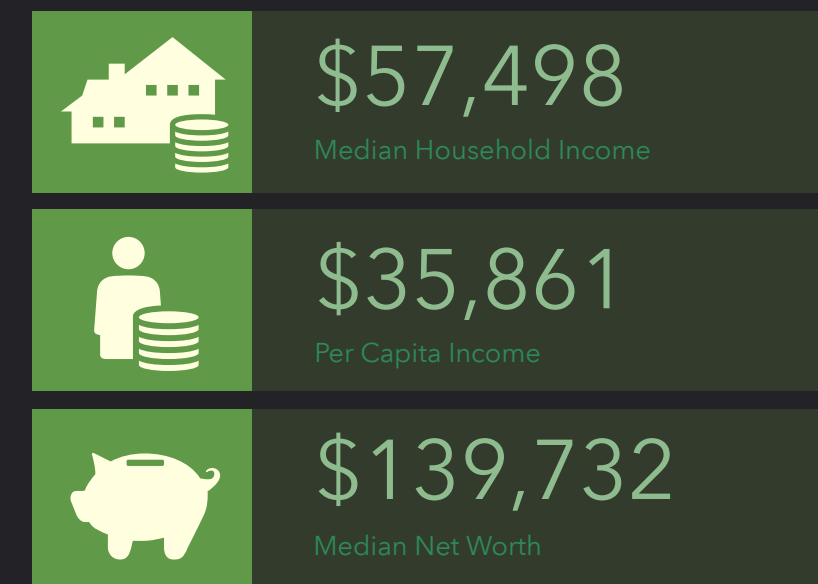 $57,498
Median Household Income
$35,861
Per Capita Income
$139,732
Median Net Worth